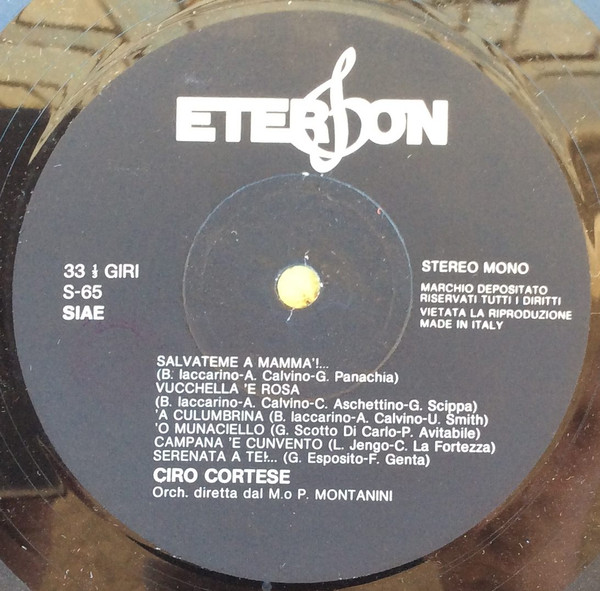 ETERSON
33 ⅓ GIRI
S-65
SIAE
STEREO MONO
MARCHIO DEPOSITATO
RISERVATI TUTTI I DIRITTI
VIETATA LA RIPRODUZIONE
MADE IN ITALY
SALVATEME A MAMMA'!...
(B. Iaccarino-A. Calvino-G. Panachia)
VUCCHELLA 'E ROSA
(B. Iaccarino-A. Calvino-C. Aschettino-G. Scippa)
'A CULUMBRINA (B. Iaccarino-A. Calvino-U. Smith)
'O MUNACIELLO (G. Scotto Di Carlo-P. Avitabile)
CAMPANA 'E CUNVENTO (L. Jengo-C. La Fortezza)
SERENATA A TE!... (G. Esposito-F. Genta)
CIRO CORTESE
Orch. diretta dal M.o P. MONTANINI